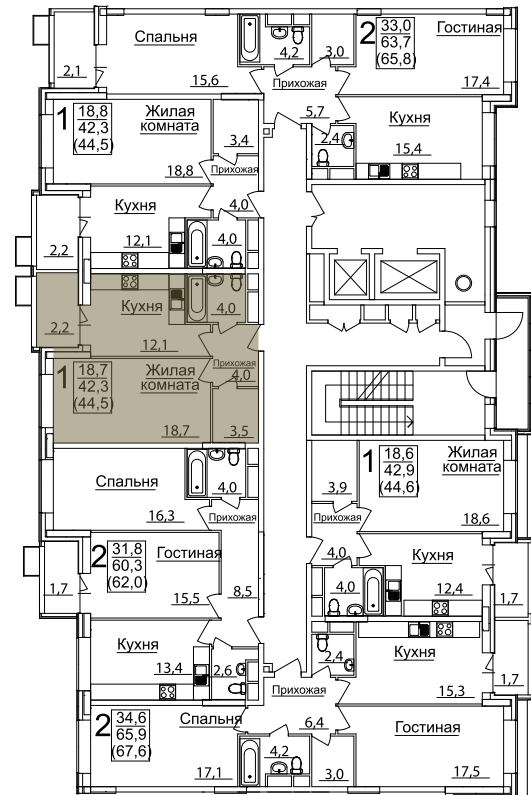 Спальня
4,2
2
33,0
63,7
(65,8)
Гостиная
3,0
2,1
15,6
Прихожая
17,4
1
18,8
42,3
(44,5)
Жилая
комната
5,7
Кухня
3,4
2,4
15,4
18,8
Прихожая
Кухня
4,0
12,1
4,0
2,2
Кухня
4,0
2,2
12,1
Прихожая
1
18,7
42,3
(44,5)
Жилая
комната
4,0
18,7
3,5
1
18,6
42,9
(44,6)
Жилая
комната
Спальня
4,0
3,9
16,3
Прихожая
Прихожая
18,6
2
31,8
60,3
(62,0)
Гостиная
4,0
Кухня
1,7
15,5
8,5
4,0
12,4
1,7
Кухня
13,4
2,6
2,4
Кухня
1,7
Прихожая
15,3
2
34,6
65,9
(67,6)
Спальня
6,4
Гостиная
4,2
17,1
3,0
17,5